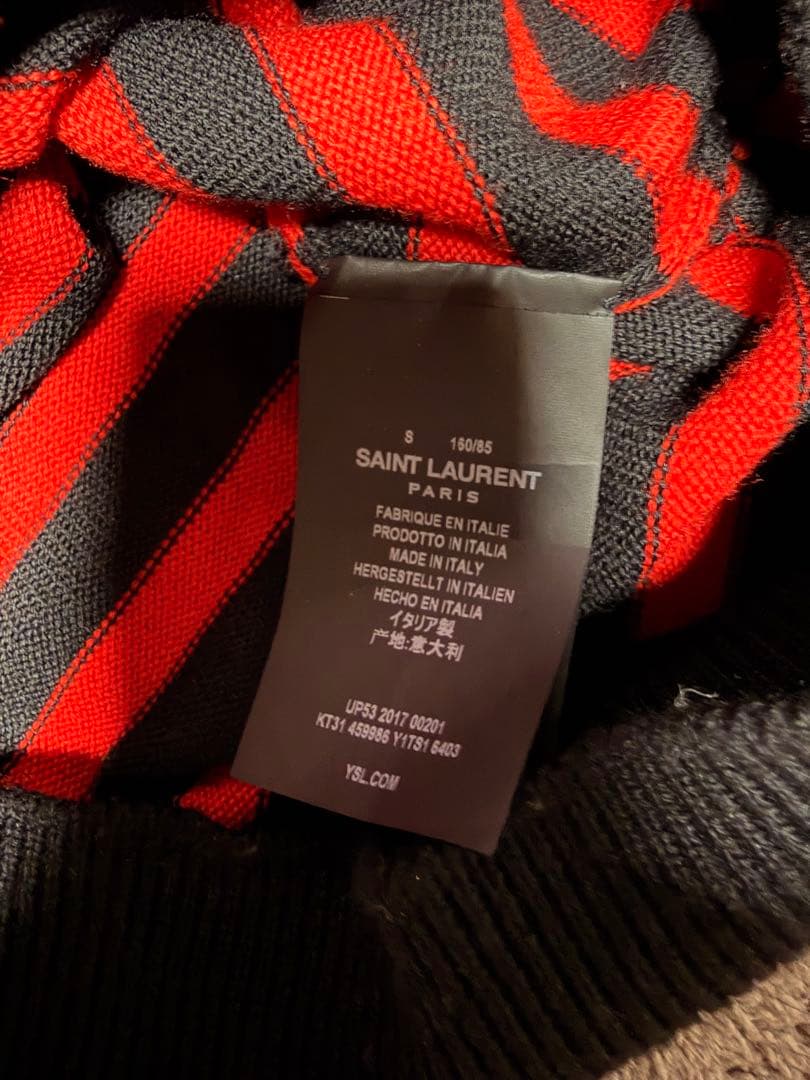 S 160/85
SAINT LAURENT
PARIS
FABRIQUE EN ITALIE
PRODOTTO IN ITALIA
MADE IN ITALY
HERGESTELLT IN ITALIEN
HECHO EN ITALIA
イタリア製
产地:意大利
UP53 2017 00201
KT31 459986 Y1TS1 6403
YSL.COM